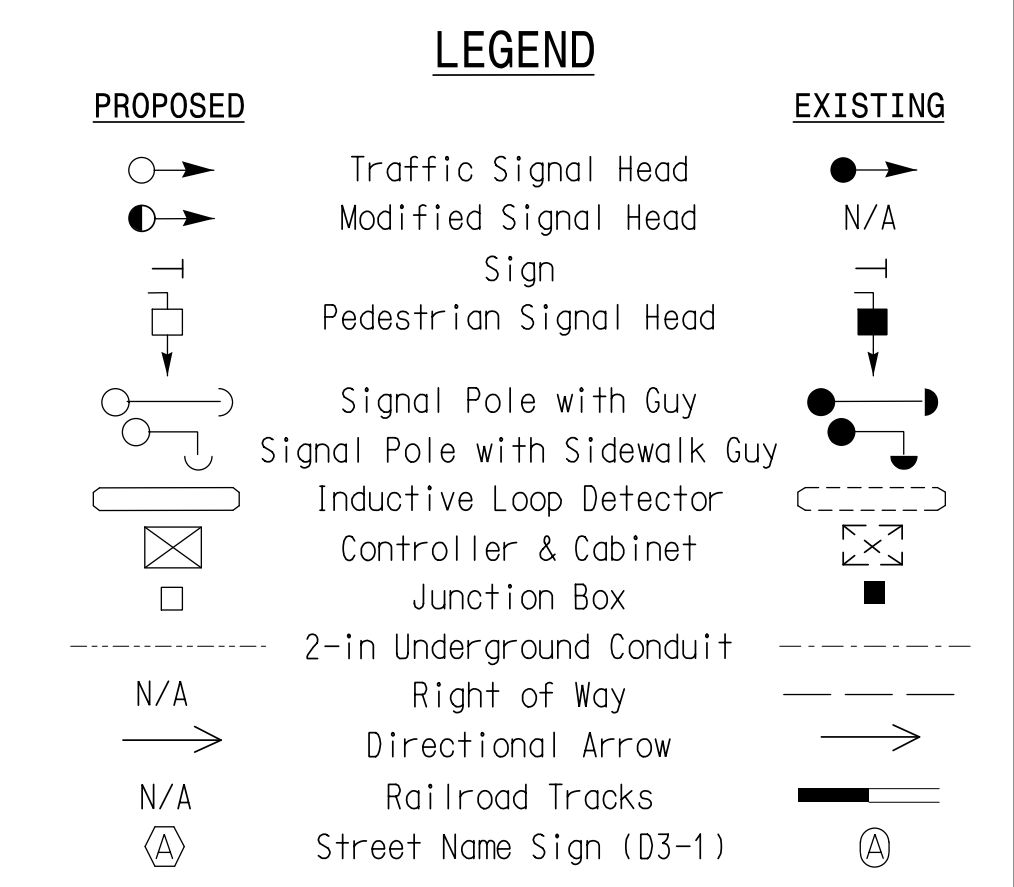 LEGEND
PROPOSED EXISTING
Traffic Signal Head
Modified Signal Head N/A
Sign
Pedestrian Signal Head
Signal Pole with Guy
Signal Pole with Sidewalk Guy
Inductive Loop Detector
Controller & Cabinet
Junction Box
2-in Underground Conduit
N/A Right of Way
Directional Arrow
N/A Railroad Tracks
A Street Name Sign (D3-1) A